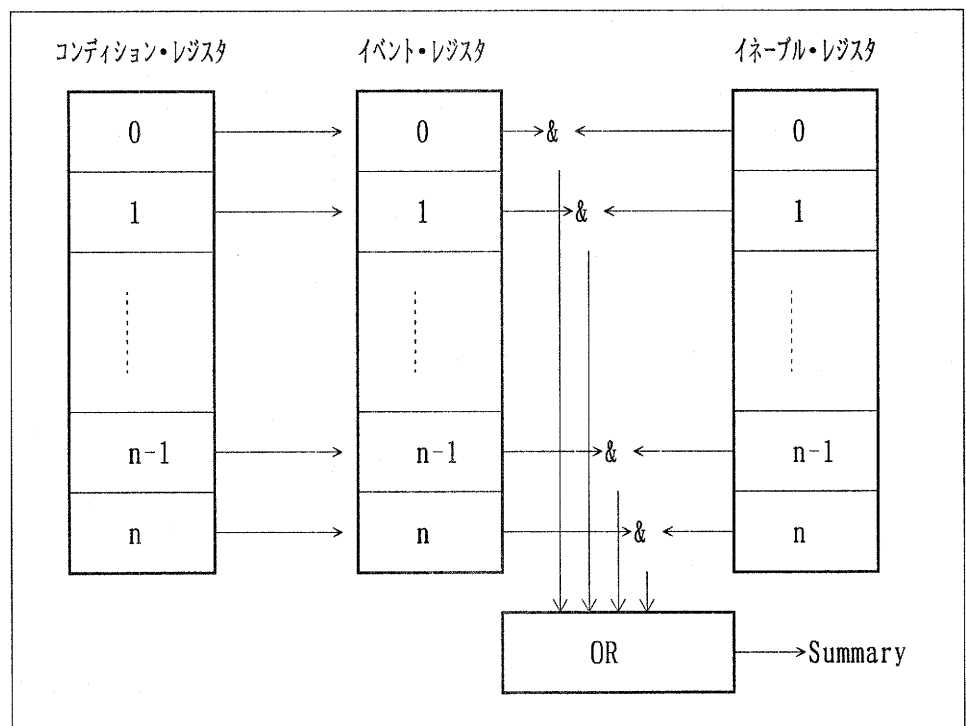 コンディション・レジスタ イベント・レジスタ イネーブル・レジスタ
0 0 & 0
1 1 & 1
n-1 n-1 & n-1
n n & n
OR Summary